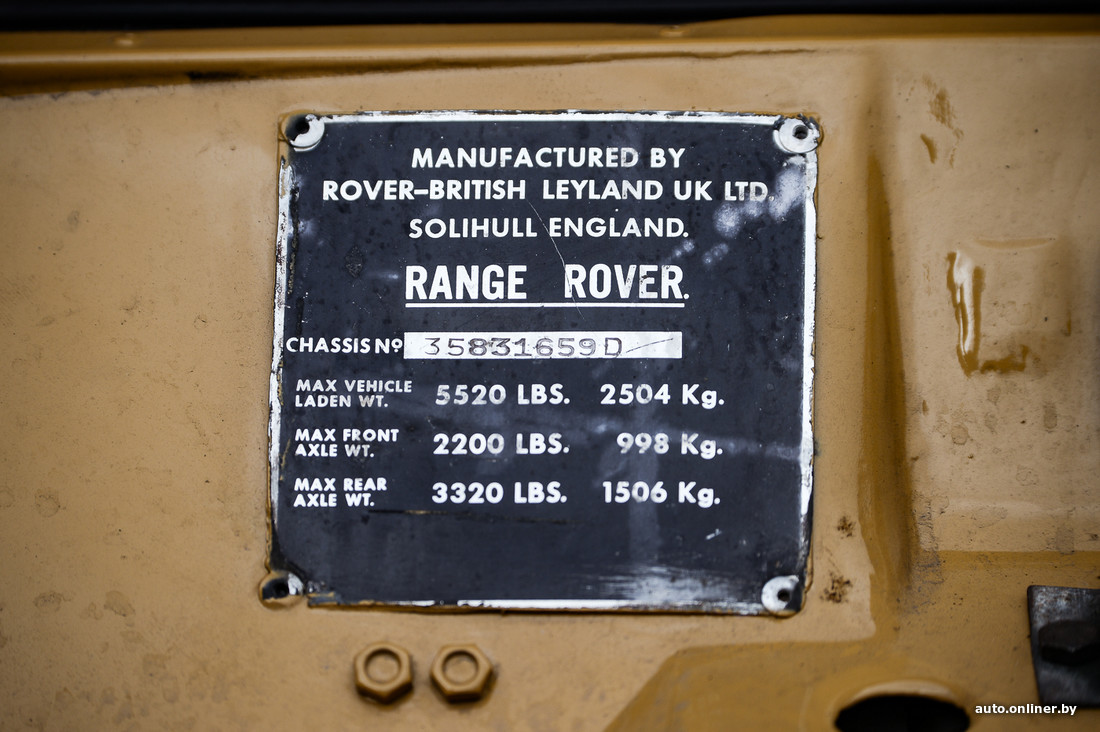 MANUFACTURED BY
ROVER-BRITISH LEYLAND UK LTD.
SOLIHULL ENGLAND.
RANGE ROVER.
CHASSIS Nº 35831659D
MAX VEHICLE LADEN WT. 5520 LBS. 2504 Kg.
MAX FRONT AXLE WT. 2200 LBS. 998 Kg.
MAX REAR AXLE WT. 3320 LBS. 1506 Kg.
auto.onliner.by